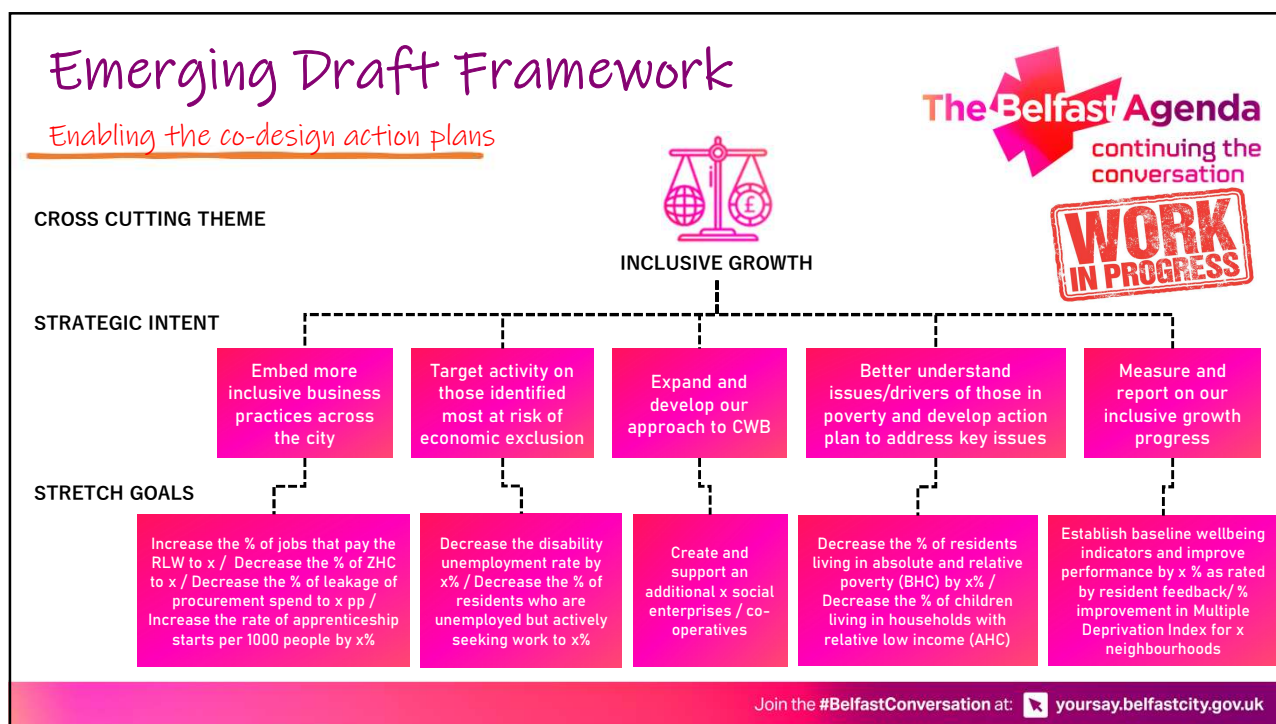 Emerging Draft Framework
Enabling the co-design action plans
The Belfast Agenda
continuing the
conversation
WORK
IN PROGRESS
CROSS CUTTING THEME
£
INCLUSIVE GROWTH
STRATEGIC INTENT
Embed more
inclusive business
practices across
the city
Target activity on
those identified
most at risk of
economic exclusion
Expand and
develop our
approach to CWB
Better understand
issues/drivers of those in
poverty and develop action
plan to address key issues
Measure and
report on our
inclusive growth
progress
STRETCH GOALS
Increase the % of jobs that pay the
RLW to x / Decrease the % of ZHC
to x / Decrease the % of leakage of
procurement spend to x pp /
Increase the rate of apprenticeship
starts per 1000 people by x%
Decrease the disability
unemployment rate by
x% / Decrease the % of
residents who are
unemployed but actively
seeking work to x%
Create and
support an
additional x social
enterprises / co-
operatives
Decrease the % of residents
living in absolute and relative
poverty (BHC) by x% /
Decrease the % of children
living in households with
relative low income (AHC)
Establish baseline wellbeing
indicators and improve
performance by x % as rated
by resident feedback/ %
improvement in Multiple
Deprivation Index for x
neighbourhoods
Join the #BelfastConversation at: yoursay.belfastcity.gov.uk